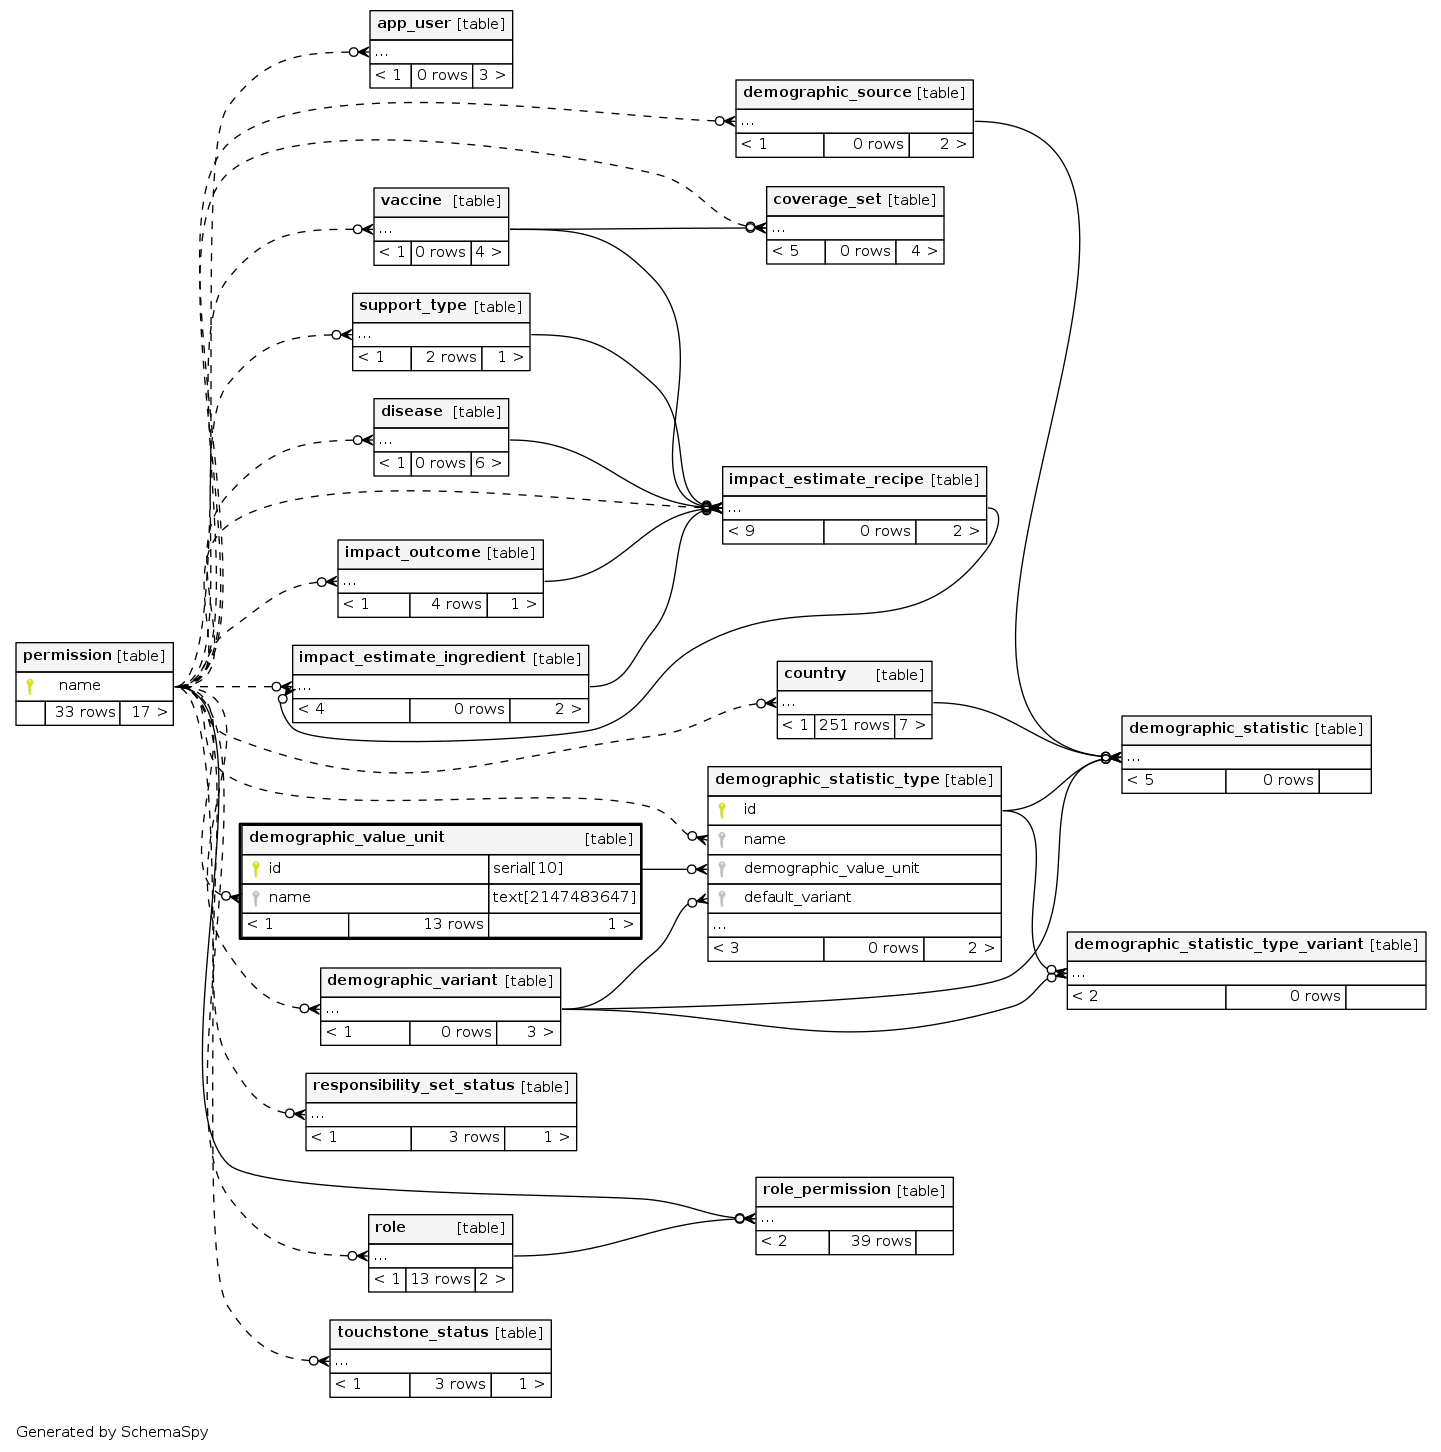 app_user [table]
...
< 1 0 rows 3 >
demographic_source [table]
...
< 1 0 rows 2 >
vaccine [table]
...
< 1 0 rows 4 >
coverage_set [table]
...
< 5 0 rows 4 >
support_type [table]
...
< 1 2 rows 1 >
disease [table]
...
< 1 0 rows 6 >
impact_estimate_recipe [table]
...
< 9 0 rows 2 >
impact_outcome [table]
...
< 1 4 rows 1 >
permission [table]
name
33 rows 17 >
impact_estimate_ingredient [table]
...
< 4 0 rows 2 >
country [table]
...
< 1 251 rows 7 >
demographic_statistic [table]
...
< 5 0 rows
demographic_statistic_type [table]
id
name
demographic_value_unit
default_variant
...
< 3 0 rows 2 >
demographic_value_unit [table]
id serial[10]
name text[2147483647]
< 1 13 rows 1 >
demographic_statistic_type_variant [table]
...
< 2 0 rows
demographic_variant [table]
...
< 1 0 rows 3 >
responsibility_set_status [table]
...
< 1 3 rows 1 >
role_permission [table]
...
< 2 39 rows
role [table]
...
< 1 13 rows 2 >
touchstone_status [table]
...
< 1 3 rows 1 >
Generated by SchemaSpy